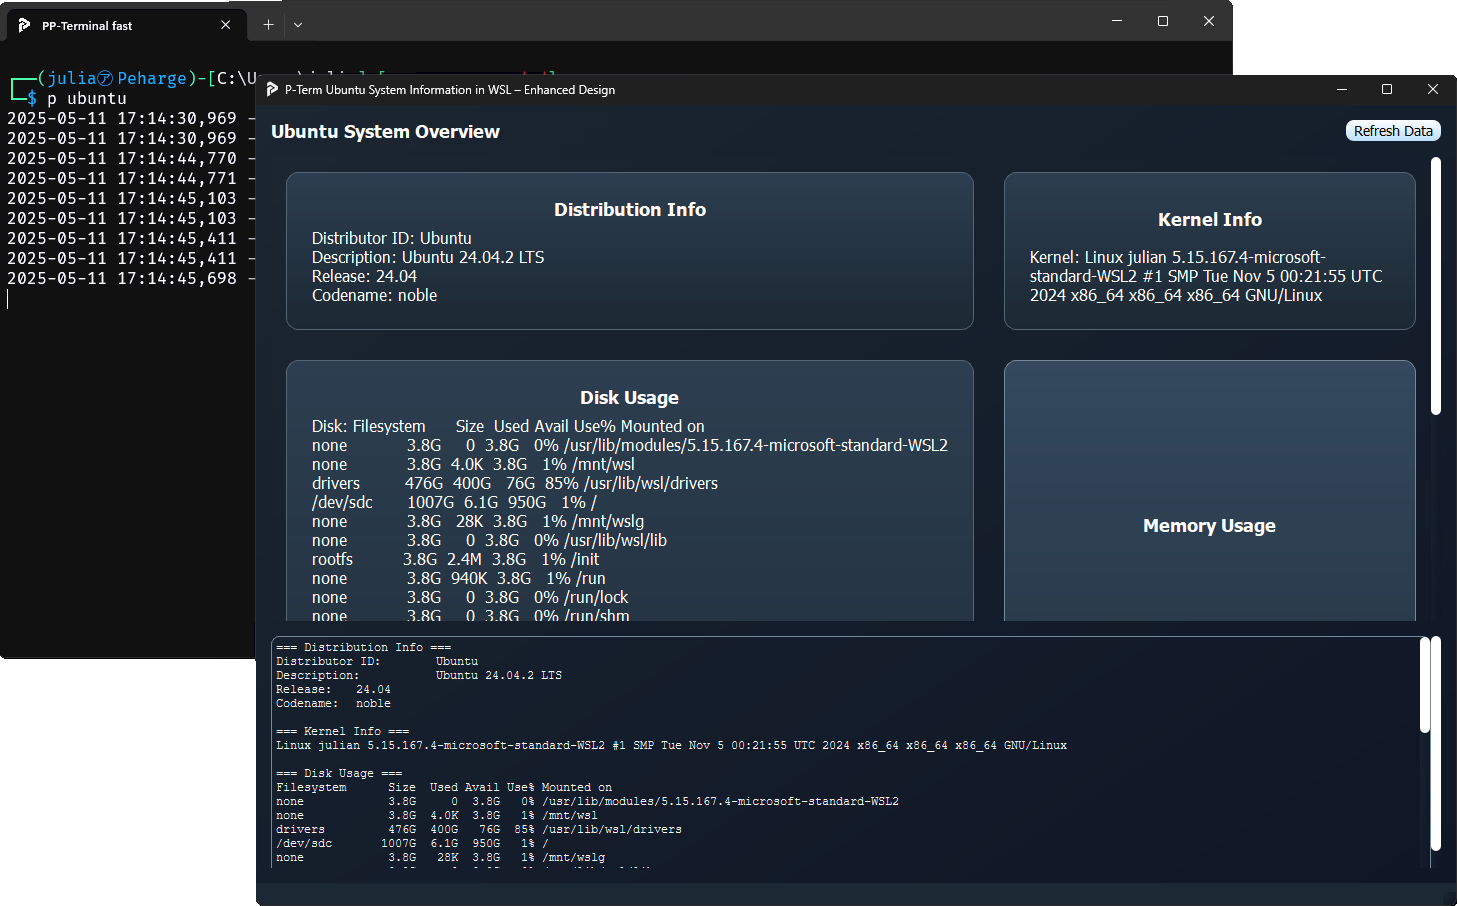 PP-Terminal fast
(julia㋐Peharge)-[C:\U
$ p ubuntu
2025-05-11 17:14:30,969 -
2025-05-11 17:14:30,969 -
2025-05-11 17:14:44,770 -
2025-05-11 17:14:44,771 -
2025-05-11 17:14:45,103 -
2025-05-11 17:14:45,103 -
2025-05-11 17:14:45,411 -
2025-05-11 17:14:45,411 -
2025-05-11 17:14:45,698 -
P-Term Ubuntu System Information in WSL – Enhanced Design
Ubuntu System Overview
Refresh Data
Distribution Info
Distributor ID: Ubuntu
Description: Ubuntu 24.04.2 LTS
Release: 24.04
Codename: noble
Kernel Info
Kernel: Linux julian 5.15.167.4-microsoft-
standard-WSL2 #1 SMP Tue Nov 5 00:21:55 UTC
2024 x86_64 x86_64 x86_64 GNU/Linux
Disk Usage
Disk: Filesystem Size Used Avail Use% Mounted on
none 3.8G 0 3.8G 0% /usr/lib/modules/5.15.167.4-microsoft-standard-WSL2
none 3.8G 4.0K 3.8G 1% /mnt/wsl
drivers 476G 400G 76G 85% /usr/lib/wsl/drivers
/dev/sdc 1007G 6.1G 950G 1% /
none 3.8G 28K 3.8G 1% /mnt/wslg
none 3.8G 0 3.8G 0% /usr/lib/wsl/lib
rootfs 3.8G 2.4M 3.8G 1% /init
none 3.8G 940K 3.8G 1% /run
none 3.8G 0 3.8G 0% /run/lock
none 3.8G 0 3.8G 0% /run/shm
Memory Usage
=== Distribution Info ===
Distributor ID: Ubuntu
Description: Ubuntu 24.04.2 LTS
Release: 24.04
Codename: noble
=== Kernel Info ===
Linux julian 5.15.167.4-microsoft-standard-WSL2 #1 SMP Tue Nov 5 00:21:55 UTC 2024 x86_64 x86_64 x86_64 GNU/Linux
=== Disk Usage ===
Filesystem Size Used Avail Use% Mounted on
none 3.8G 0 3.8G 0% /usr/lib/modules/5.15.167.4-microsoft-standard-WSL2
none 3.8G 4.0K 3.8G 1% /mnt/wsl
drivers 476G 400G 76G 85% /usr/lib/wsl/drivers
/dev/sdc 1007G 6.1G 950G 1% /
none 3.8G 28K 3.8G 1% /mnt/wslg